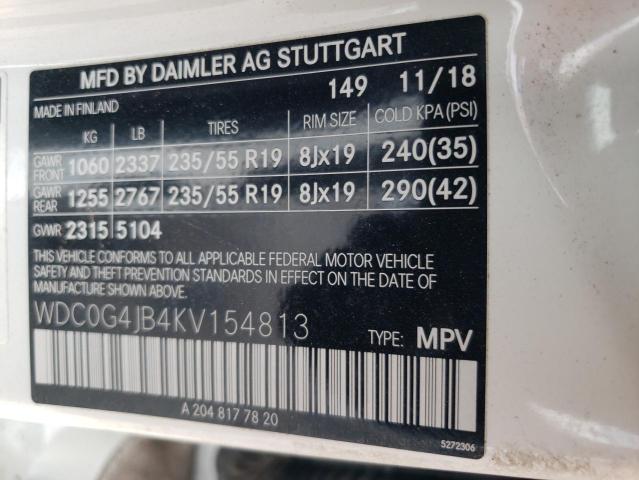 MFD BY DAIMLER AG STUTTGART
MADE IN FINLAND 149 11/18
KG LB TIRES RIM SIZE COLD KPA (PSI)
GAWR FRONT 1060 2337 235/55 R19 8Jx19 240(35)
GAWR REAR 1255 2767 235/55 R19 8Jx19 290(42)
GVWR 2315 5104
THIS VEHICLE CONFORMS TO ALL APPLICABLE FEDERAL MOTOR VEHICLE
SAFETY AND THEFT PREVENTION STANDARDS IN EFFECT ON THE DATE OF
MANUFACTURE SHOWN ABOVE.
WDC0G4JB4KV154813
TYPE: MPV
A 204 817 78 20
5272306